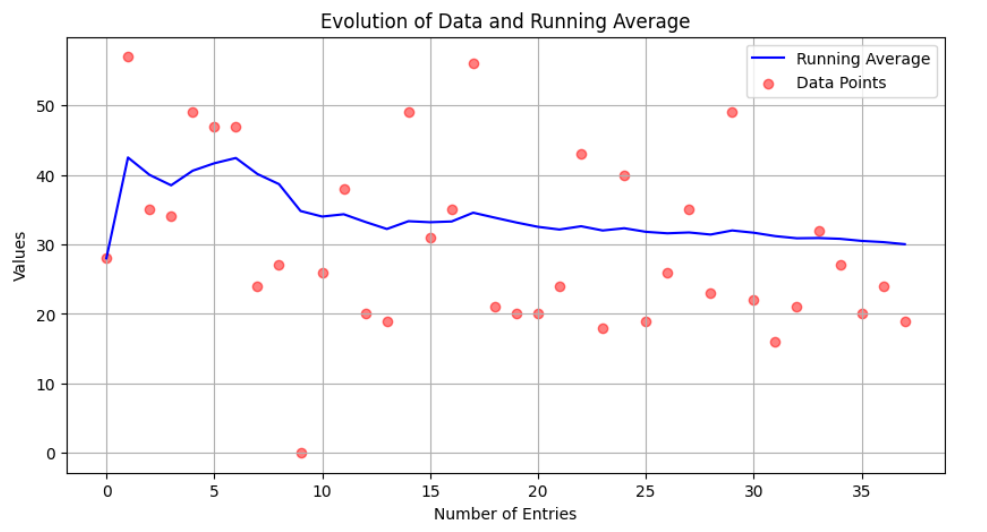 Evolution of Data and Running Average
Running Average
Data Points
Values
50
40
30
20
10
0
0 5 10 15 20 25 30 35
Number of Entries